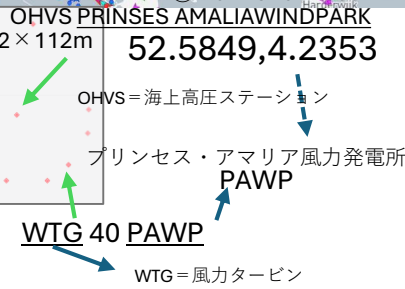 Harderwijk
OHVS PRINSES AMALIAWINDPARK
2×112m
52.5849,4.2353
OHVS＝海上高圧ステーション
プリンセス・アマリア風力発電所
PAWP
WTG 40 PAWP
WTG＝風力タービン